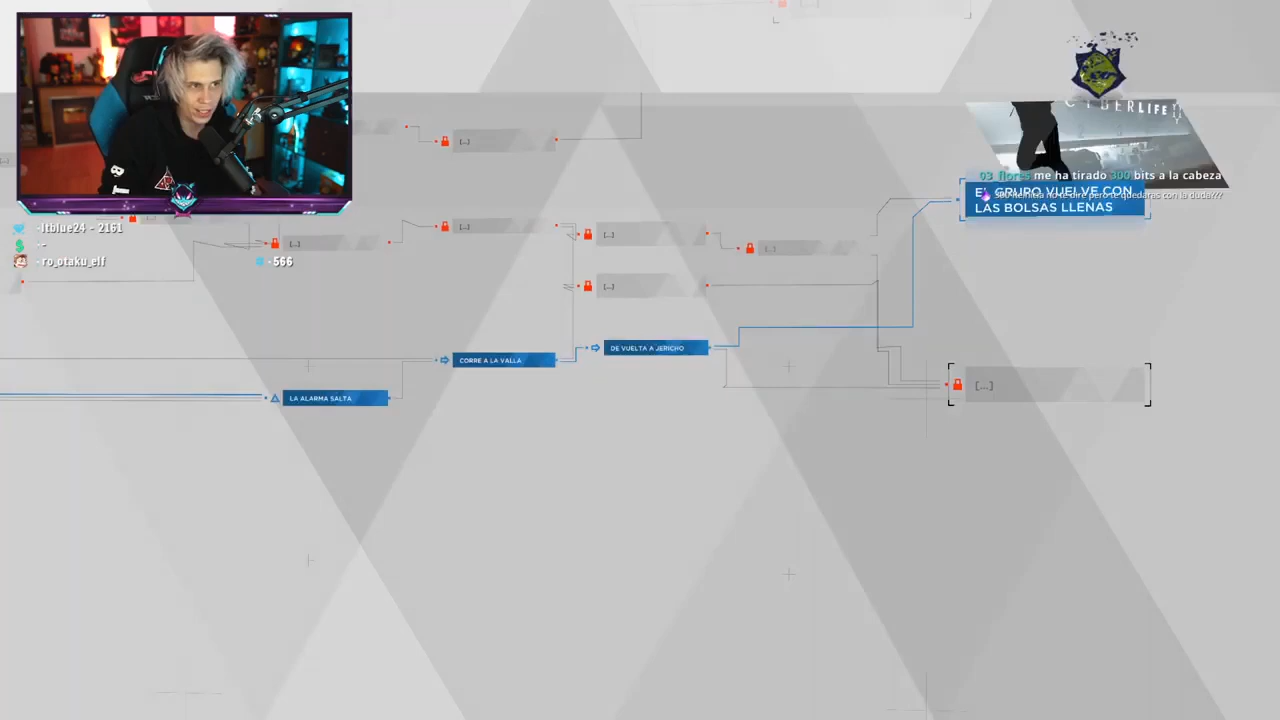 CYBERLIFE
[...]
03_flores me ha tirado 300 bits a la cabeza
EL GRUPO VUELVE CON
LAS BOLSAS LLENAS
-ltblue24 - 2161
[...]
[...]
[...]
[...]
- -
- ro_otaku_elf
- 566
[...]
DE VUELTA A JERICHO
CORRE A LA VALLA
[...]
LA ALARMA SALTA